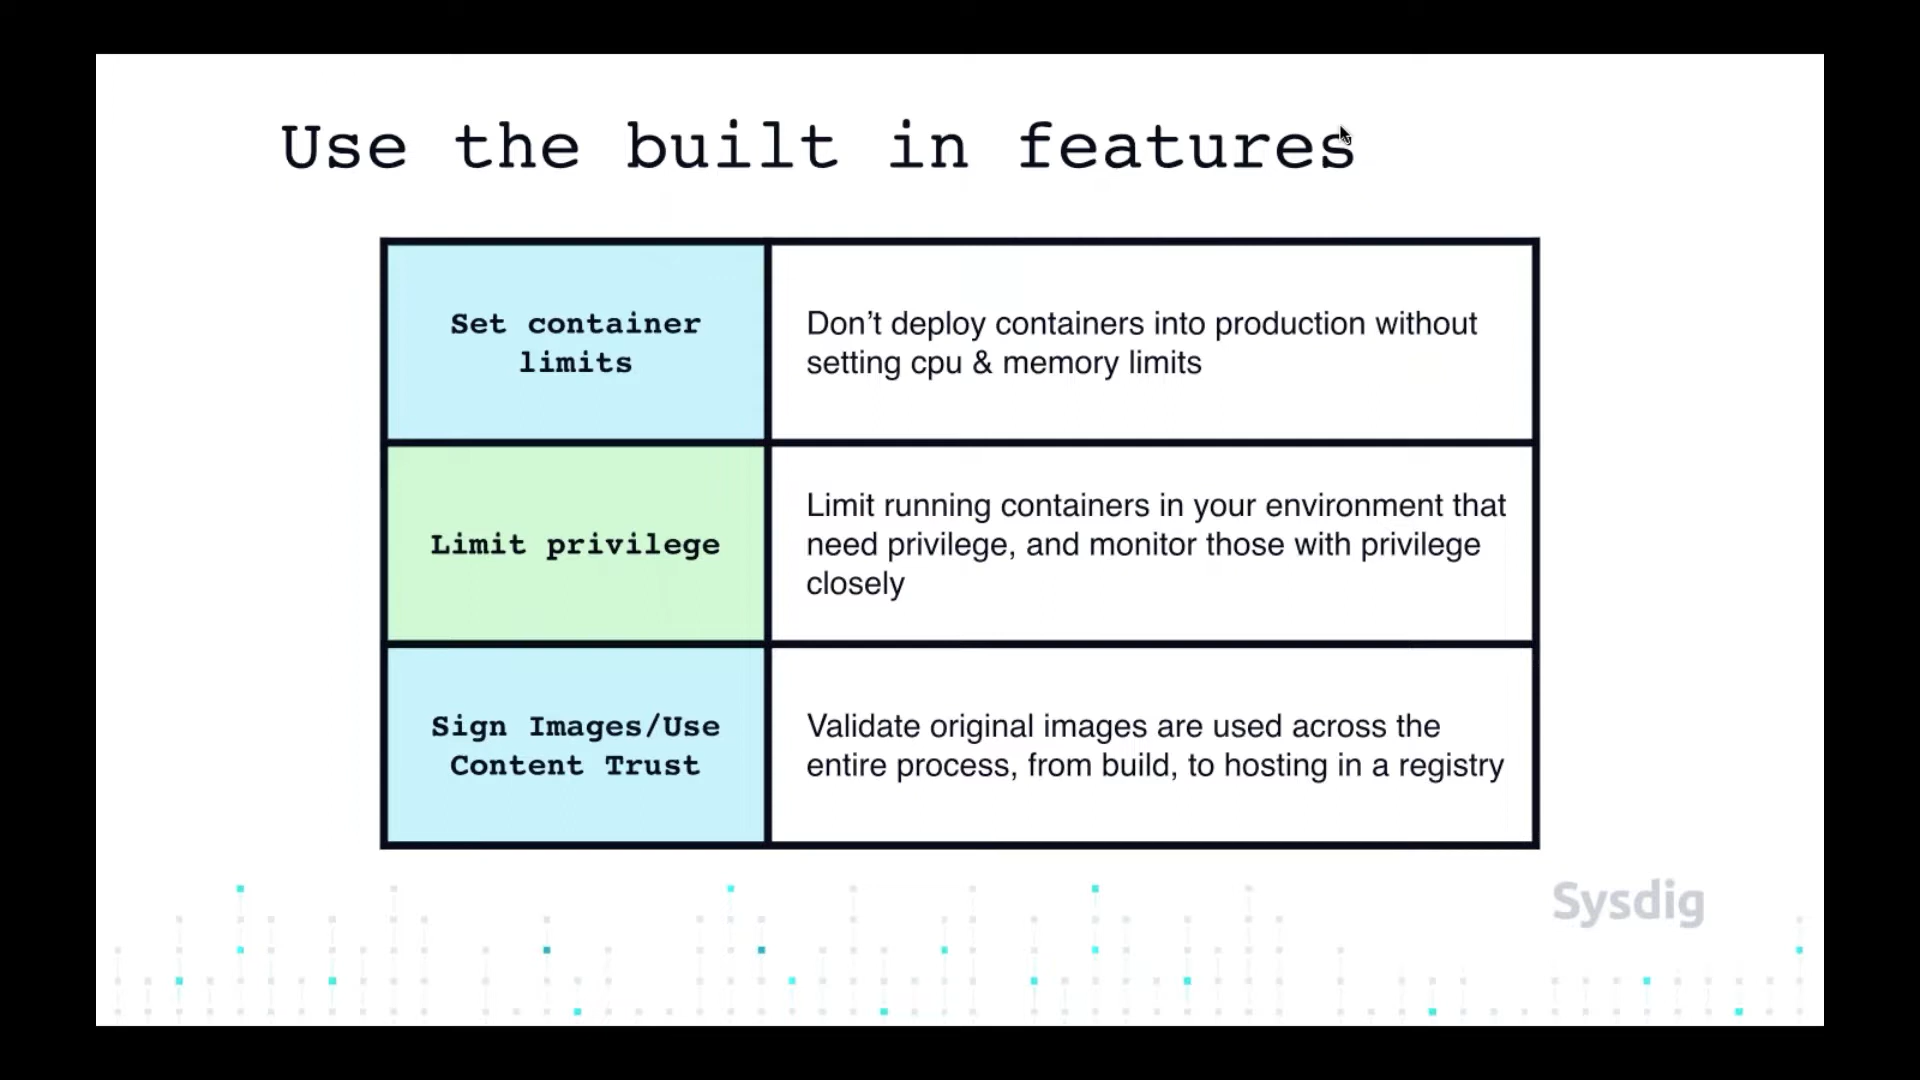 Use the built in features
Set container
limits
Don’t deploy containers into production without
setting cpu & memory limits
Limit privilege
Limit running containers in your environment that
need privilege, and monitor those with privilege
closely
Sign Images/Use
Content Trust
Validate original images are used across the
entire process, from build, to hosting in a registry
Sysdig